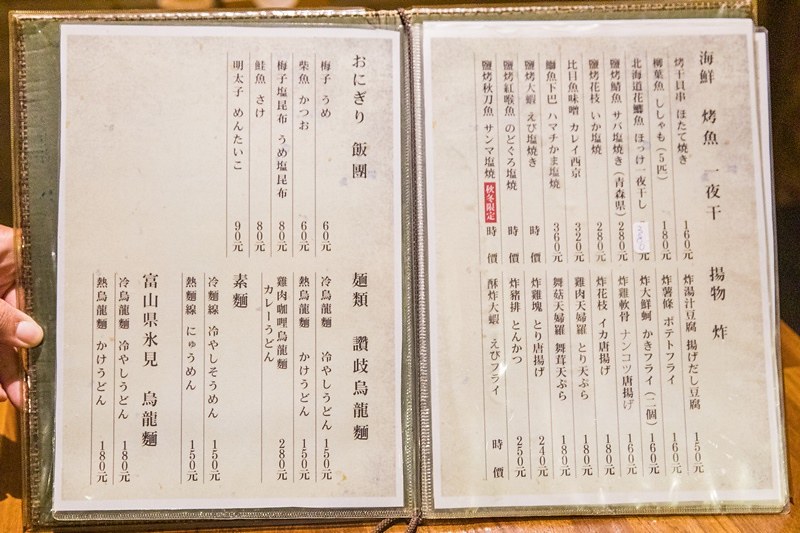 海鮮 烤魚 一夜干
烤干貝串 ほたて燒き 160元
柳葉魚 ししゃも(5匹) 180元
北海道花鯽魚 ほっけ一夜干し 元
鹽烤鯖魚 サバ塩燒き(青森県) 280元
鹽烤花枝 いか塩燒 280元
比目魚味噌 カレイ西京 320元
鰤魚下巴 ハマチかま塩燒 360元
鹽烤大蝦 えび塩燒き 時價
鹽烤紅喉魚 のどぐろ塩燒 時價
鹽烤秋刀魚 サンマ塩燒 秋冬限定 時價
揚物 炸
炸湯汁豆腐 揚げだし豆腐 150元
炸薯條 ポテトフライ 160元
炸大鮮蚵 かきフライ(二個) 160元
炸雞軟骨 ナンコツ唐揚げ 160元
炸花枝 イカ唐揚げ 180元
雞肉天婦羅 とり天ぷら 180元
舞菇天婦羅 舞茸天ぷら 180元
炸雞塊 とり唐揚げ 240元
炸豬排 とんかつ 250元
酥炸大蝦 えびフライ 時價
おにぎり 飯團
梅子 うめ 60元
柴魚 かつお 60元
梅子塩昆布 うめ塩昆布 80元
鮭魚 さけ 80元
明太子 めんたいこ 90元
麺類 讚歧烏龍麵
冷烏龍麵 冷やしうどん 150元
熱烏龍麵 かけうどん 150元
雞肉咖哩烏龍麵 カレーうどん 280元
素麵
冷麵線 冷やしそうめん 150元
熱麵線 にゅうめん 150元
富山県氷見 烏龍麵
冷烏龍麵 冷やしうどん 180元
熱烏龍麵 かけうどん 180元